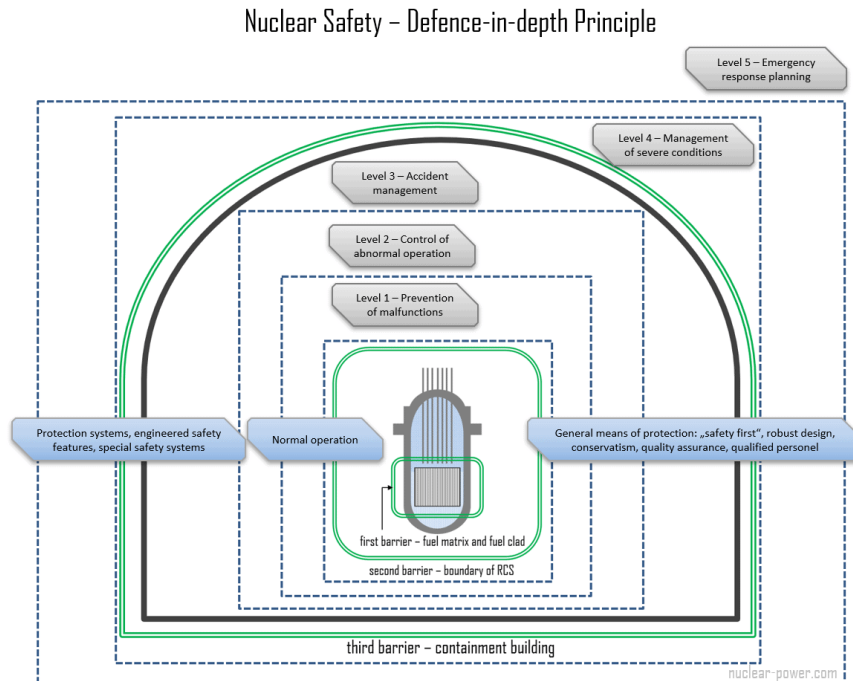 Nuclear Safety – Defence-in-depth Principle
Level 5 – Emergency
response planning
Level 4 – Management
of severe conditions
Level 3 – Accident
management
Level 2 – Control of
abnormal operation
Level 1 – Prevention
of malfunctions
Protection systems, engineered safety
features, special safety systems
Normal operation
General means of protection: „safety first“, robust design,
conservatism, quality assurance, qualified personel
first barrier – fuel matrix and fuel clad
second barrier – boundary of RCS
third barrier – containment building
nuclear-power.com